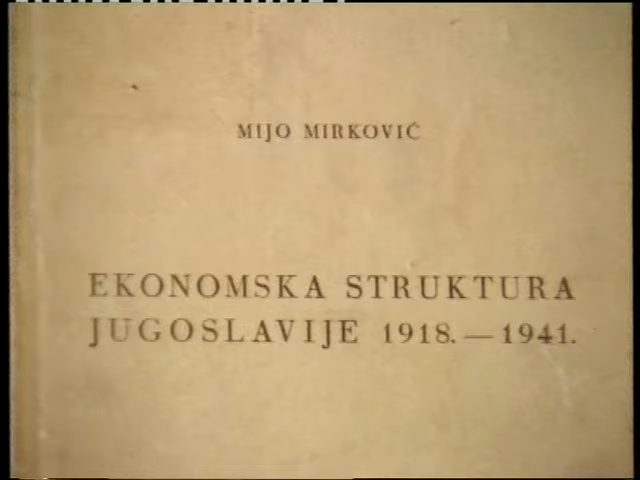 MIJO MIRKOVIĆ
EKONOMSKA STRUKTURA
JUGOSLAVIJE 1918. — 1941.